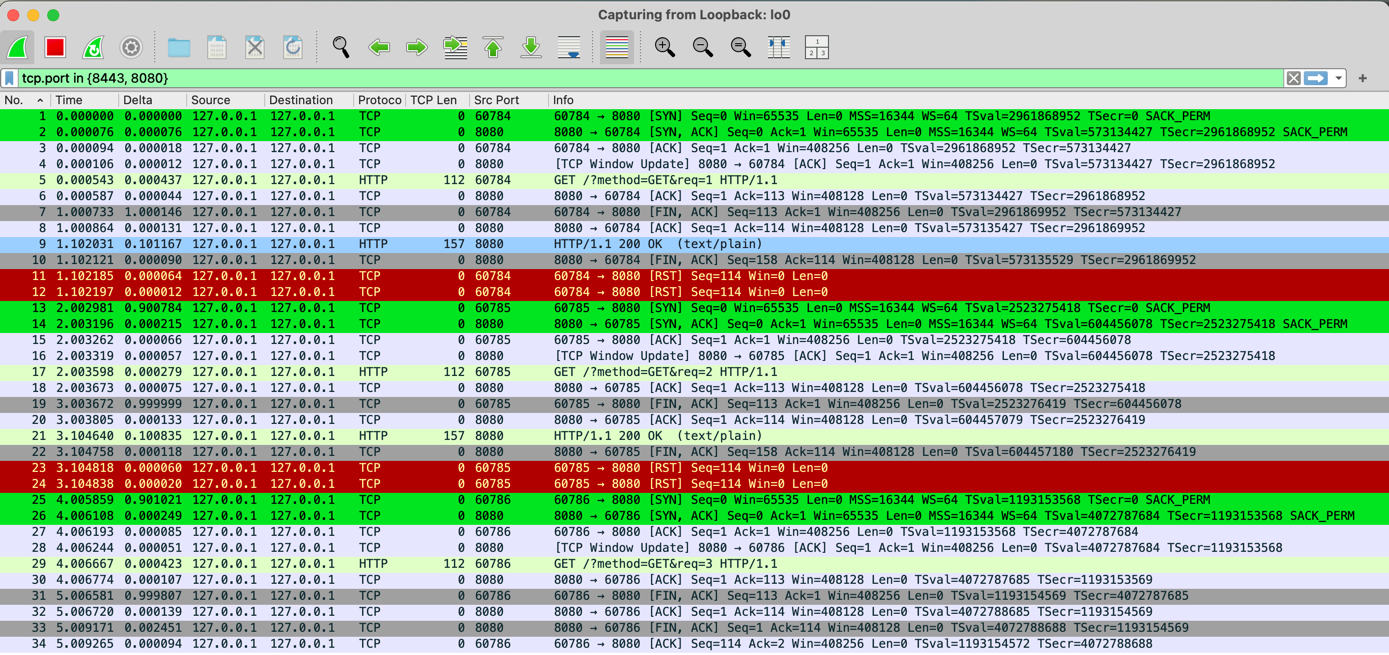 Capturing from Loopback: lo0
tcp.port in {8443, 8080}
No. Time Delta Source Destination Protoco TCP Len Src Port Info
1 0.000000 0.000000 127.0.0.1 127.0.0.1 TCP 0 60784 60784 → 8080 [SYN] Seq=0 Win=65535 Len=0 MSS=16344 WS=64 TSval=2961868952 TSecr=0 SACK_PERM
2 0.000076 0.000076 127.0.0.1 127.0.0.1 TCP 0 8080 8080 → 60784 [SYN, ACK] Seq=0 Ack=1 Win=65535 Len=0 MSS=16344 WS=64 TSval=573134427 TSecr=2961868952 SACK_PERM
3 0.000094 0.000018 127.0.0.1 127.0.0.1 TCP 0 60784 60784 → 8080 [ACK] Seq=1 Ack=1 Win=408256 Len=0 TSval=2961868952 TSecr=573134427
4 0.000106 0.000012 127.0.0.1 127.0.0.1 TCP 0 8080 [TCP Window Update] 8080 → 60784 [ACK] Seq=1 Ack=1 Win=408256 Len=0 TSval=573134427 TSecr=2961868952
5 0.000543 0.000437 127.0.0.1 127.0.0.1 HTTP 112 60784 GET /?method=GET&req=1 HTTP/1.1
6 0.000587 0.000044 127.0.0.1 127.0.0.1 TCP 0 8080 8080 → 60784 [ACK] Seq=1 Ack=113 Win=408128 Len=0 TSval=573134427 TSecr=2961868952
7 1.000733 1.000146 127.0.0.1 127.0.0.1 TCP 0 60784 60784 → 8080 [FIN, ACK] Seq=113 Ack=1 Win=408256 Len=0 TSval=2961869952 TSecr=573134427
8 1.000864 0.000131 127.0.0.1 127.0.0.1 TCP 0 8080 8080 → 60784 [ACK] Seq=1 Ack=114 Win=408128 Len=0 TSval=573135427 TSecr=2961869952
9 1.102031 0.101167 127.0.0.1 127.0.0.1 HTTP 157 8080 HTTP/1.1 200 OK (text/plain)
10 1.102121 0.000090 127.0.0.1 127.0.0.1 TCP 0 8080 8080 → 60784 [FIN, ACK] Seq=158 Ack=114 Win=408128 Len=0 TSval=573135529 TSecr=2961869952
11 1.102185 0.000064 127.0.0.1 127.0.0.1 TCP 0 60784 60784 → 8080 [RST] Seq=114 Win=0 Len=0
12 1.102197 0.000012 127.0.0.1 127.0.0.1 TCP 0 60784 60784 → 8080 [RST] Seq=114 Win=0 Len=0
13 2.002981 0.900784 127.0.0.1 127.0.0.1 TCP 0 60785 60785 → 8080 [SYN] Seq=0 Win=65535 Len=0 MSS=16344 WS=64 TSval=2523275418 TSecr=0 SACK_PERM
14 2.003196 0.000215 127.0.0.1 127.0.0.1 TCP 0 8080 8080 → 60785 [SYN, ACK] Seq=0 Ack=1 Win=65535 Len=0 MSS=16344 WS=64 TSval=604456078 TSecr=2523275418 SACK_PERM
15 2.003262 0.000066 127.0.0.1 127.0.0.1 TCP 0 60785 60785 → 8080 [ACK] Seq=1 Ack=1 Win=408256 Len=0 TSval=2523275418 TSecr=604456078
16 2.003319 0.000057 127.0.0.1 127.0.0.1 TCP 0 8080 [TCP Window Update] 8080 → 60785 [ACK] Seq=1 Ack=1 Win=408256 Len=0 TSval=604456078 TSecr=2523275418
17 2.003598 0.000279 127.0.0.1 127.0.0.1 HTTP 112 60785 GET /?method=GET&req=2 HTTP/1.1
18 2.003673 0.000075 127.0.0.1 127.0.0.1 TCP 0 8080 8080 → 60785 [ACK] Seq=1 Ack=113 Win=408128 Len=0 TSval=604456078 TSecr=2523275418
19 3.003672 0.999999 127.0.0.1 127.0.0.1 TCP 0 60785 60785 → 8080 [FIN, ACK] Seq=113 Ack=1 Win=408256 Len=0 TSval=2523276419 TSecr=604456078
20 3.003805 0.000133 127.0.0.1 127.0.0.1 TCP 0 8080 8080 → 60785 [ACK] Seq=1 Ack=114 Win=408128 Len=0 TSval=604457079 TSecr=2523276419
21 3.104640 0.100835 127.0.0.1 127.0.0.1 HTTP 157 8080 HTTP/1.1 200 OK (text/plain)
22 3.104758 0.000118 127.0.0.1 127.0.0.1 TCP 0 8080 8080 → 60785 [FIN, ACK] Seq=158 Ack=114 Win=408128 Len=0 TSval=604457180 TSecr=2523276419
23 3.104818 0.000060 127.0.0.1 127.0.0.1 TCP 0 60785 60785 → 8080 [RST] Seq=114 Win=0 Len=0
24 3.104838 0.000020 127.0.0.1 127.0.0.1 TCP 0 60785 60785 → 8080 [RST] Seq=114 Win=0 Len=0
25 4.005859 0.901021 127.0.0.1 127.0.0.1 TCP 0 60786 60786 → 8080 [SYN] Seq=0 Win=65535 Len=0 MSS=16344 WS=64 TSval=1193153568 TSecr=0 SACK_PERM
26 4.006108 0.000249 127.0.0.1 127.0.0.1 TCP 0 8080 8080 → 60786 [SYN, ACK] Seq=0 Ack=1 Win=65535 Len=0 MSS=16344 WS=64 TSval=4072787684 TSecr=1193153568 SACK_PERM
27 4.006193 0.000085 127.0.0.1 127.0.0.1 TCP 0 60786 60786 → 8080 [ACK] Seq=1 Ack=1 Win=408256 Len=0 TSval=1193153568 TSecr=4072787684
28 4.006244 0.000051 127.0.0.1 127.0.0.1 TCP 0 8080 [TCP Window Update] 8080 → 60786 [ACK] Seq=1 Ack=1 Win=408256 Len=0 TSval=4072787684 TSecr=1193153568
29 4.006667 0.000423 127.0.0.1 127.0.0.1 HTTP 112 60786 GET /?method=GET&req=3 HTTP/1.1
30 4.006774 0.000107 127.0.0.1 127.0.0.1 TCP 0 8080 8080 → 60786 [ACK] Seq=1 Ack=113 Win=408128 Len=0 TSval=4072787685 TSecr=1193153569
31 5.006581 0.999807 127.0.0.1 127.0.0.1 TCP 0 60786 60786 → 8080 [FIN, ACK] Seq=113 Ack=1 Win=408256 Len=0 TSval=1193154569 TSecr=4072787685
32 5.006720 0.000139 127.0.0.1 127.0.0.1 TCP 0 8080 8080 → 60786 [ACK] Seq=1 Ack=114 Win=408128 Len=0 TSval=4072788685 TSecr=1193154569
33 5.009171 0.002451 127.0.0.1 127.0.0.1 TCP 0 8080 8080 → 60786 [FIN, ACK] Seq=1 Ack=114 Win=408128 Len=0 TSval=4072788688 TSecr=1193154569
34 5.009265 0.000094 127.0.0.1 127.0.0.1 TCP 0 60786 60786 → 8080 [ACK] Seq=114 Ack=2 Win=408256 Len=0 TSval=1193154572 TSecr=4072788688